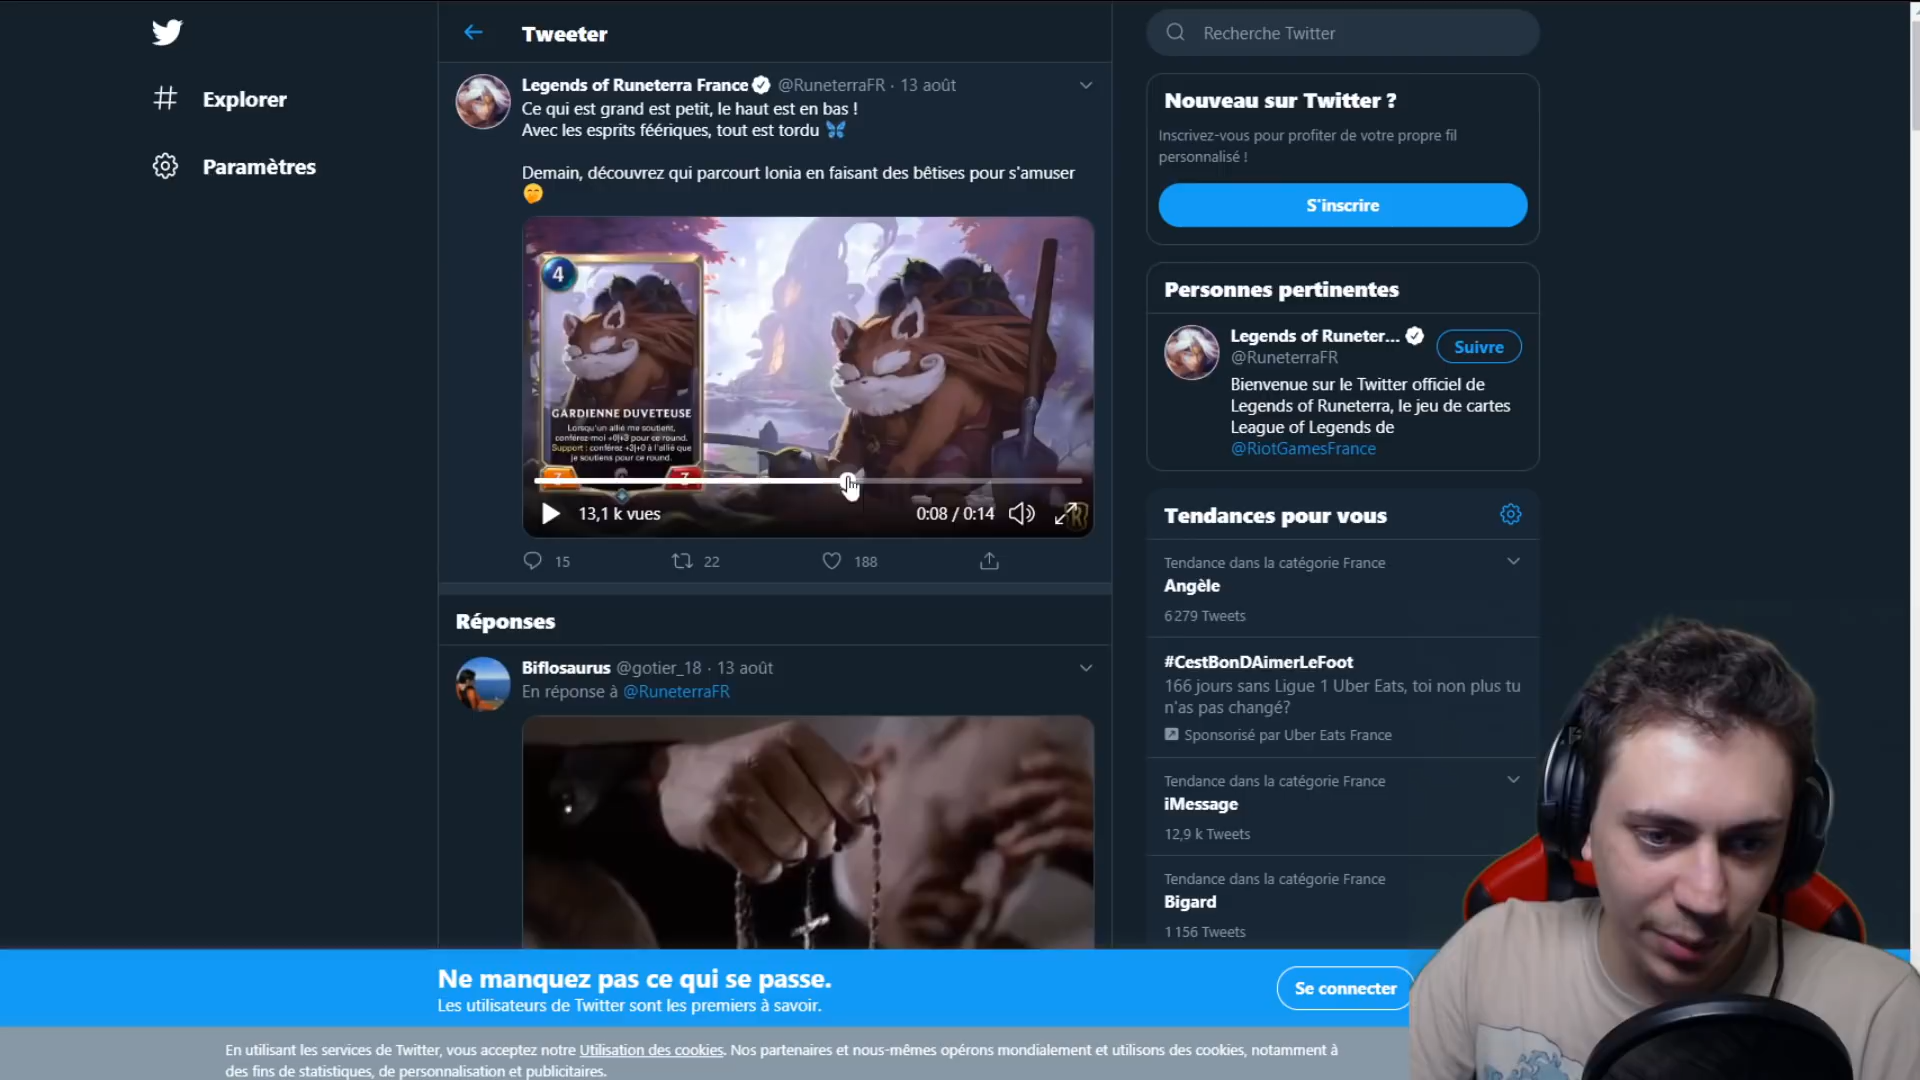 Explorer
Paramètres
Tweeter
Legends of Runeterra France @RuneterraFR · 13 août
Ce qui est grand est petit, le haut est en bas !
Avec les esprits féériques, tout est tordu
Demain, découvrez qui parcourt Ionia en faisant des bêtises pour s'amuser
4
GARDIENNE DUVETEUSE
Lorsqu'un allié me soutient,
conférez-moi +0|+3 pour ce round.
Support : conférez +3|+0 à l'allié que
je soutiens pour ce round.
13,1 k vues
0:08 / 0:14
15
22
188
Réponses
Biflosaurus @gotier_18 · 13 août
En réponse à @RuneterraFR
Recherche Twitter
Nouveau sur Twitter ?
Inscrivez-vous pour profiter de votre propre fil
personnalisé !
S'inscrire
Personnes pertinentes
Legends of Runeter...
@RuneterraFR
Suivre
Bienvenue sur le Twitter officiel de
Legends of Runeterra, le jeu de cartes
League of Legends de
@RiotGamesFrance
Tendances pour vous
Tendance dans la catégorie France
Angèle
6 279 Tweets
#CestBonDAimerLeFoot
166 jours sans Ligue 1 Uber Eats, toi non plus tu
n'as pas changé?
Sponsorisé par Uber Eats France
Tendance dans la catégorie France
iMessage
12,9 k Tweets
Tendance dans la catégorie France
Bigard
1 156 Tweets
Ne manquez pas ce qui se passe.
Les utilisateurs de Twitter sont les premiers à savoir.
Se connecter
En utilisant les services de Twitter, vous acceptez notre Utilisation des cookies. Nos partenaires et nous-mêmes opérons mondialement et utilisons des cookies, notamment à
des fins de statistiques, de personnalisation et publicitaires.